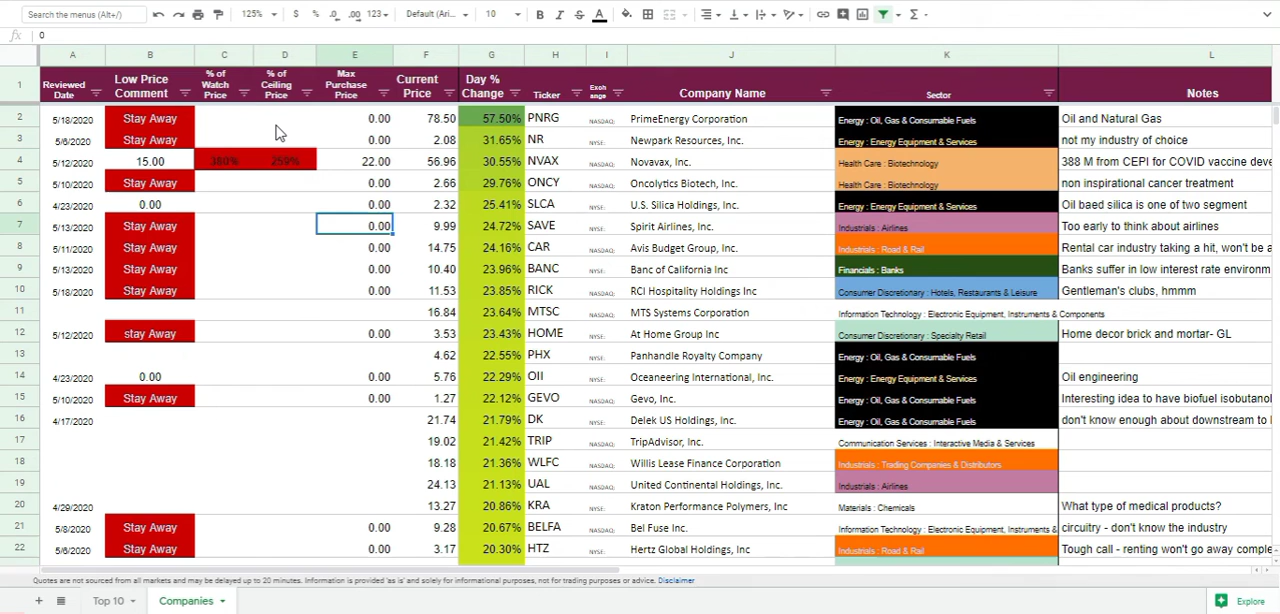 Search the menus (Alt+/) 125% $ % .0 .00 123 Default (Ari... 10 B I S A Σ
fx 0
A B C D E F G H I J K L
1 Reviewed Date Low Price Comment % of Watch Price % of Ceiling Price Max Purchase Price Current Price Day % Change Ticker Exch ange Company Name Sector Notes
2 5/18/2020 Stay Away 0.00 78.50 57.50% PNRG NASDAQ: PrimeEnergy Corporation Energy : Oil, Gas & Consumable Fuels Oil and Natural Gas
3 5/6/2020 Stay Away 0.00 2.08 31.65% NR NYSE: Newpark Resources, Inc. Energy : Energy Equipment & Services not my industry of choice
4 5/12/2020 15.00 380% 259% 22.00 56.96 30.55% NVAX NASDAQ: Novavax, Inc. Health Care : Biotechnology 388 M from CEPI for COVID vaccine deve
5 5/10/2020 Stay Away 0.00 2.66 29.76% ONCY NASDAQ: Oncolytics Biotech, Inc. Health Care : Biotechnology non inspirational cancer treatment
6 4/23/2020 0.00 0.00 2.32 25.41% SLCA NYSE: U.S. Silica Holdings, Inc. Energy : Energy Equipment & Services Oil baed silica is one of two segment
7 5/13/2020 Stay Away 0.00 9.99 24.72% SAVE NYSE: Spirit Airlines, Inc. Industrials : Airlines Too early to think about airlines
8 5/11/2020 Stay Away 0.00 14.75 24.16% CAR NASDAQ: Avis Budget Group, Inc. Industrials : Road & Rail Rental car industry taking a hit, won't be a
9 5/13/2020 Stay Away 0.00 10.40 23.96% BANC NYSE: Banc of California Inc Financials : Banks Banks suffer in low interest rate environm
10 5/18/2020 Stay Away 0.00 11.53 23.85% RICK NASDAQ: RCI Hospitality Holdings Inc Consumer Discretionary : Hotels, Restaurants & Leisure Gentleman's clubs, hmmm
11 16.84 23.64% MTSC NASDAQ: MTS Systems Corporation Information Technology : Electronic Equipment, Instruments & Components
12 5/12/2020 stay Away 0.00 3.53 23.43% HOME NYSE: At Home Group Inc Consumer Discretionary : Specialty Retail Home decor brick and mortar- GL
13 4.62 22.55% PHX NYSE: Panhandle Royalty Company Energy : Oil, Gas & Consumable Fuels
14 4/23/2020 0.00 0.00 5.76 22.29% OII NYSE: Oceaneering International, Inc. Energy : Energy Equipment & Services Oil engineering
15 5/10/2020 Stay Away 0.00 1.27 22.12% GEVO NASDAQ: Gevo, Inc. Energy : Oil, Gas & Consumable Fuels Interesting idea to have biofuel isobutano
16 4/17/2020 21.74 21.79% DK NYSE: Delek US Holdings, Inc. Energy : Oil, Gas & Consumable Fuels don't know enough about downstream to
17 19.02 21.42% TRIP NASDAQ: TripAdvisor, Inc. Communication Services : Interactive Media & Services
18 18.18 21.36% WLFC NASDAQ: Willis Lease Finance Corporation Industrials : Trading Companies & Distributors
19 24.13 21.13% UAL NASDAQ: United Continental Holdings, Inc. Industrials : Airlines
20 4/29/2020 13.27 20.86% KRA NYSE: Kraton Performance Polymers, Inc Materials : Chemicals What type of medical products?
21 5/8/2020 Stay Away 0.00 9.28 20.67% BELFA NASDAQ: Bel Fuse Inc. Information Technology : Electronic Equipment, Instruments & circuitry - don't know the industry
22 5/6/2020 Stay Away 0.00 3.17 20.30% HTZ NYSE: Hertz Global Holdings, Inc Industrials : Road & Rail Tough call - renting won't go away comple
Quotes are not sourced from all markets and may be delayed up to 20 minutes. Information is provided 'as is' and solely for informational purposes, not for trading purposes or advice. Disclaimer
+ Top 10 Companies Explore